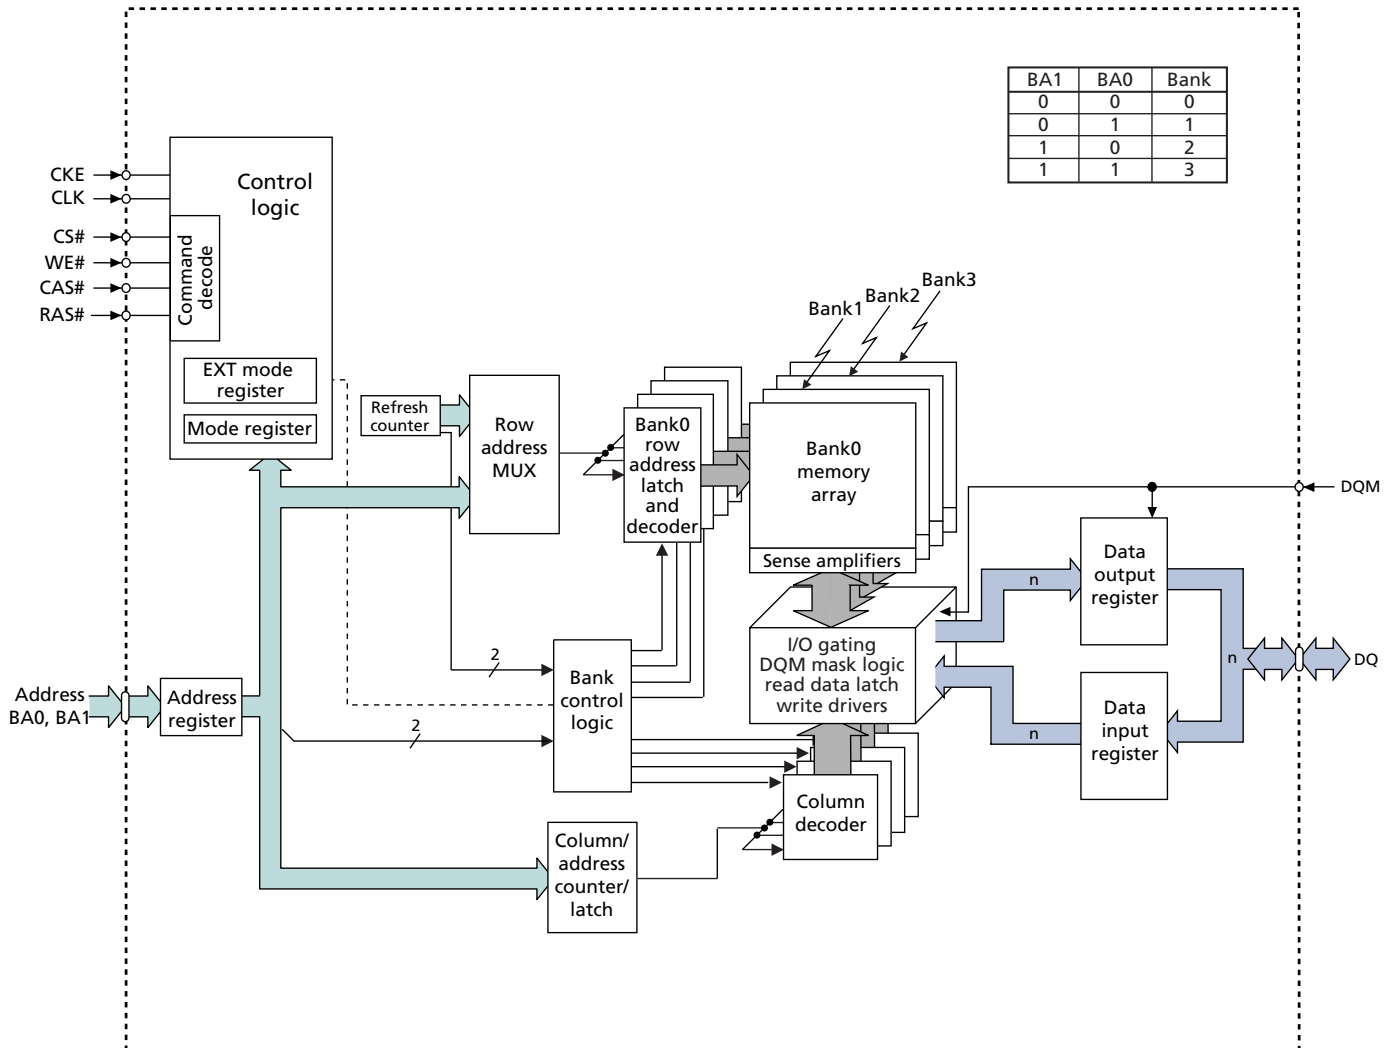 BA1 BA0 Bank
0 0 0
0 1 1
1 0 2
1 1 3
CKE
CLK
CS#
WE#
CAS#
RAS#
Control
logic
Command
decode
EXT mode
register
Mode register
Refresh
counter
Row
address
MUX
Bank0
row
address
latch
and
decoder
Bank1
Bank2
Bank3
Bank0
memory
array
Sense amplifiers
DQM
Data
output
register
n
I/O gating
DQM mask logic
read data latch
write drivers
2
Bank
control
logic
2
Address
BA0, BA1
Address
register
n
DQ
Data
input
register
n
Column
decoder
Column/
address
counter/
latch